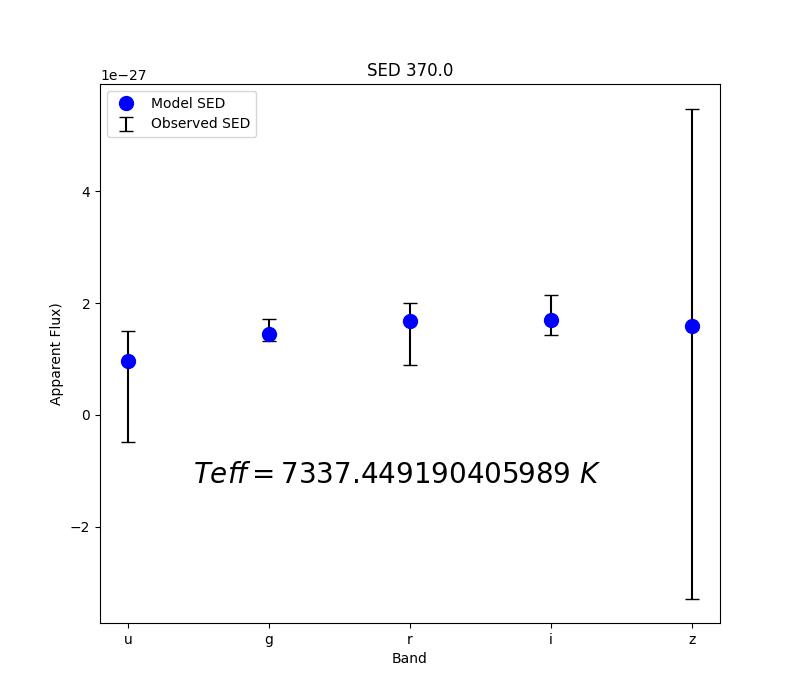 SED 370.0
1e−27
Model SED
Observed SED
4
2
0
−2
Apparent Flux)
Teff = 7337.449190405989 K
u g r i z
Band